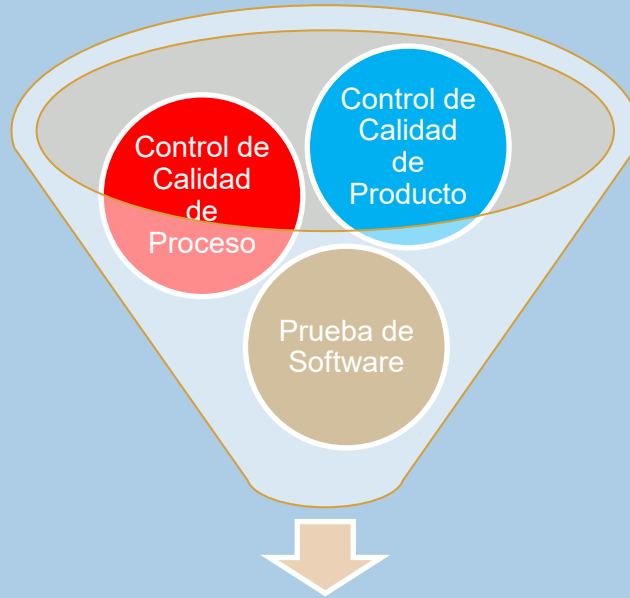 Control de
Calidad
de
Proceso
Control de
Calidad
de
Producto
Prueba de
Software